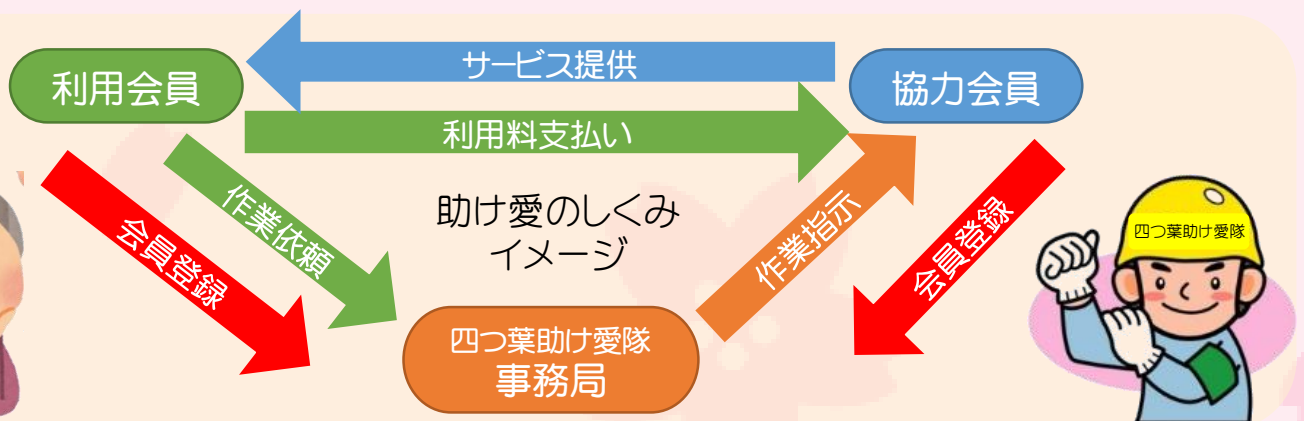 サービス提供
利用会員
協力会員
利用料支払い
作業依頼
会員登録
助け愛のしくみ
イメージ
作業指示
会員登録
四つ葉助け愛隊
四つ葉助け愛隊
事務局